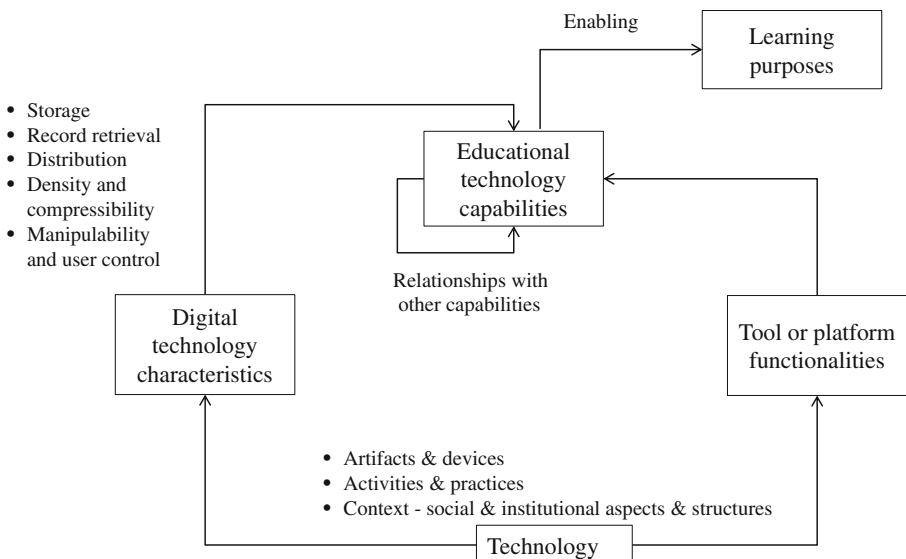 Enabling
Learning
purposes
• Storage
• Record retrieval
• Distribution
• Density and
compressibility
• Manipulability
and user control
Educational
technology
capabilities
Relationships with
other capabilities
Digital
technology
characteristics
Tool or platform
functionalities
• Artifacts & devices
• Activities & practices
• Context - social & institutional aspects & structures
Technology